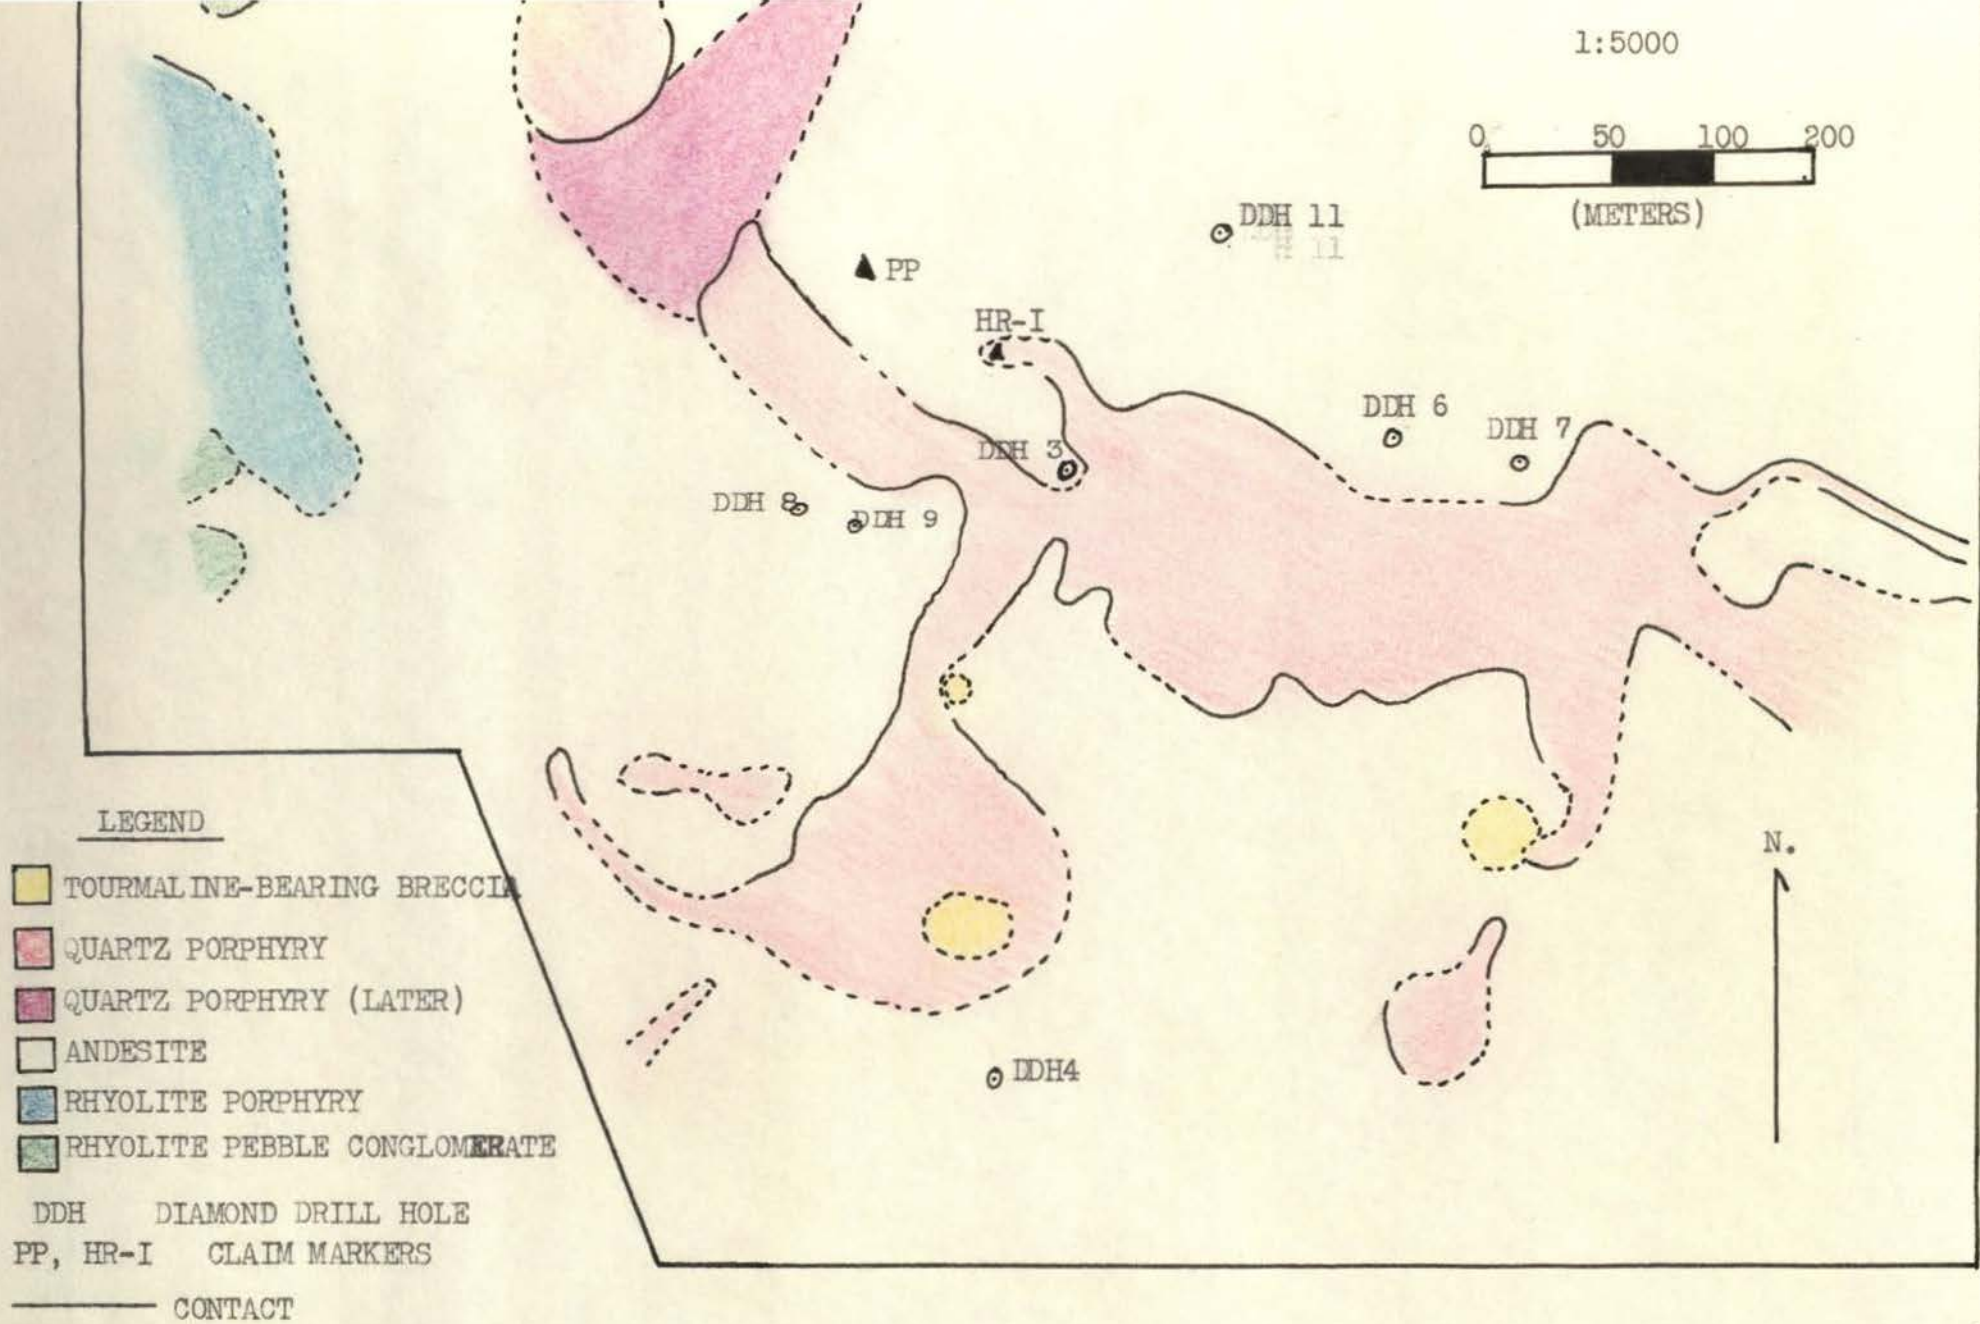 1:5000
0 50 100 200
(METERS)
DDH 11
H 11
PP
HR-I
DDH 6
DDH 7
DDH 3
DDH 8
DDH 9
N.
LEGEND
TOURMALINE-BEARING BRECCIA
QUARTZ PORPHYRY
QUARTZ PORPHYRY (LATER)
ANDESITE
RHYOLITE PORPHYRY
RHYOLITE PEBBLE CONGLOMERATE
DDH DIAMOND DRILL HOLE
PP, HR-I CLAIM MARKERS
CONTACT
DDH4